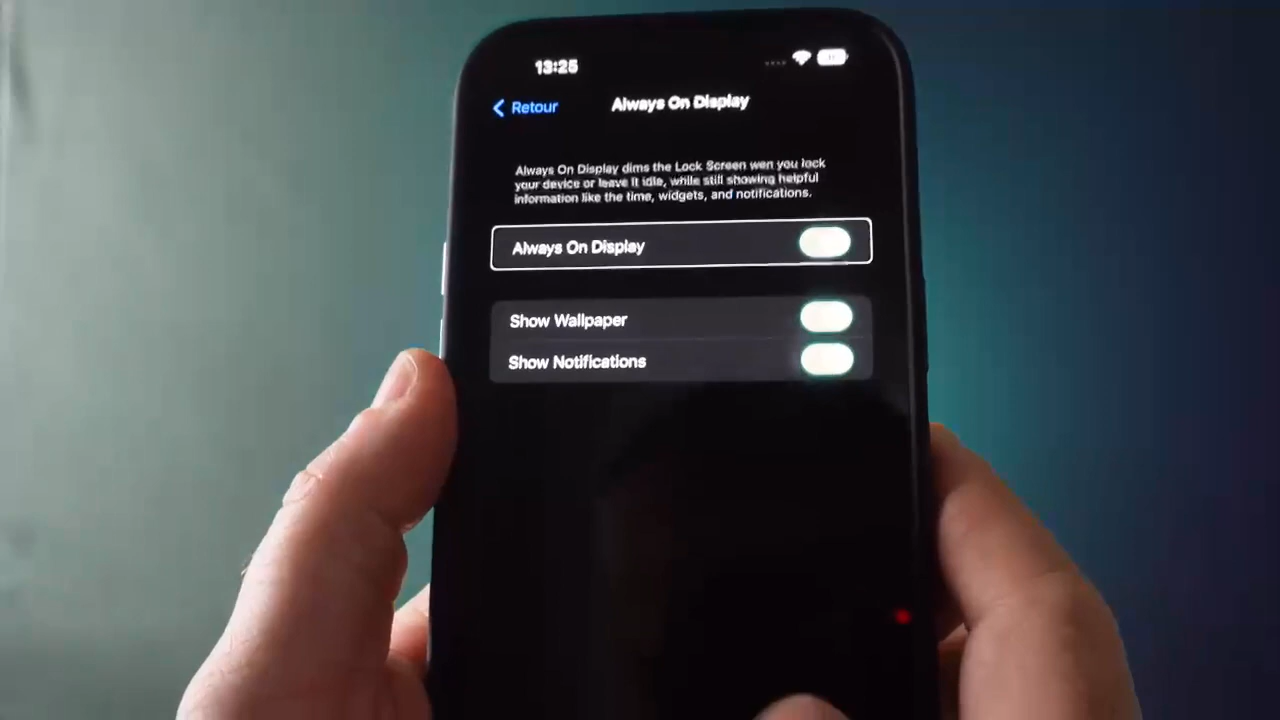 13:25
Retour
Always On Display
Always On Display dims the Lock Screen wen you lock
your device or leave it idle, while still showing helpful
information like the time, widgets, and notifications.
Always On Display
Show Wallpaper
Show Notifications